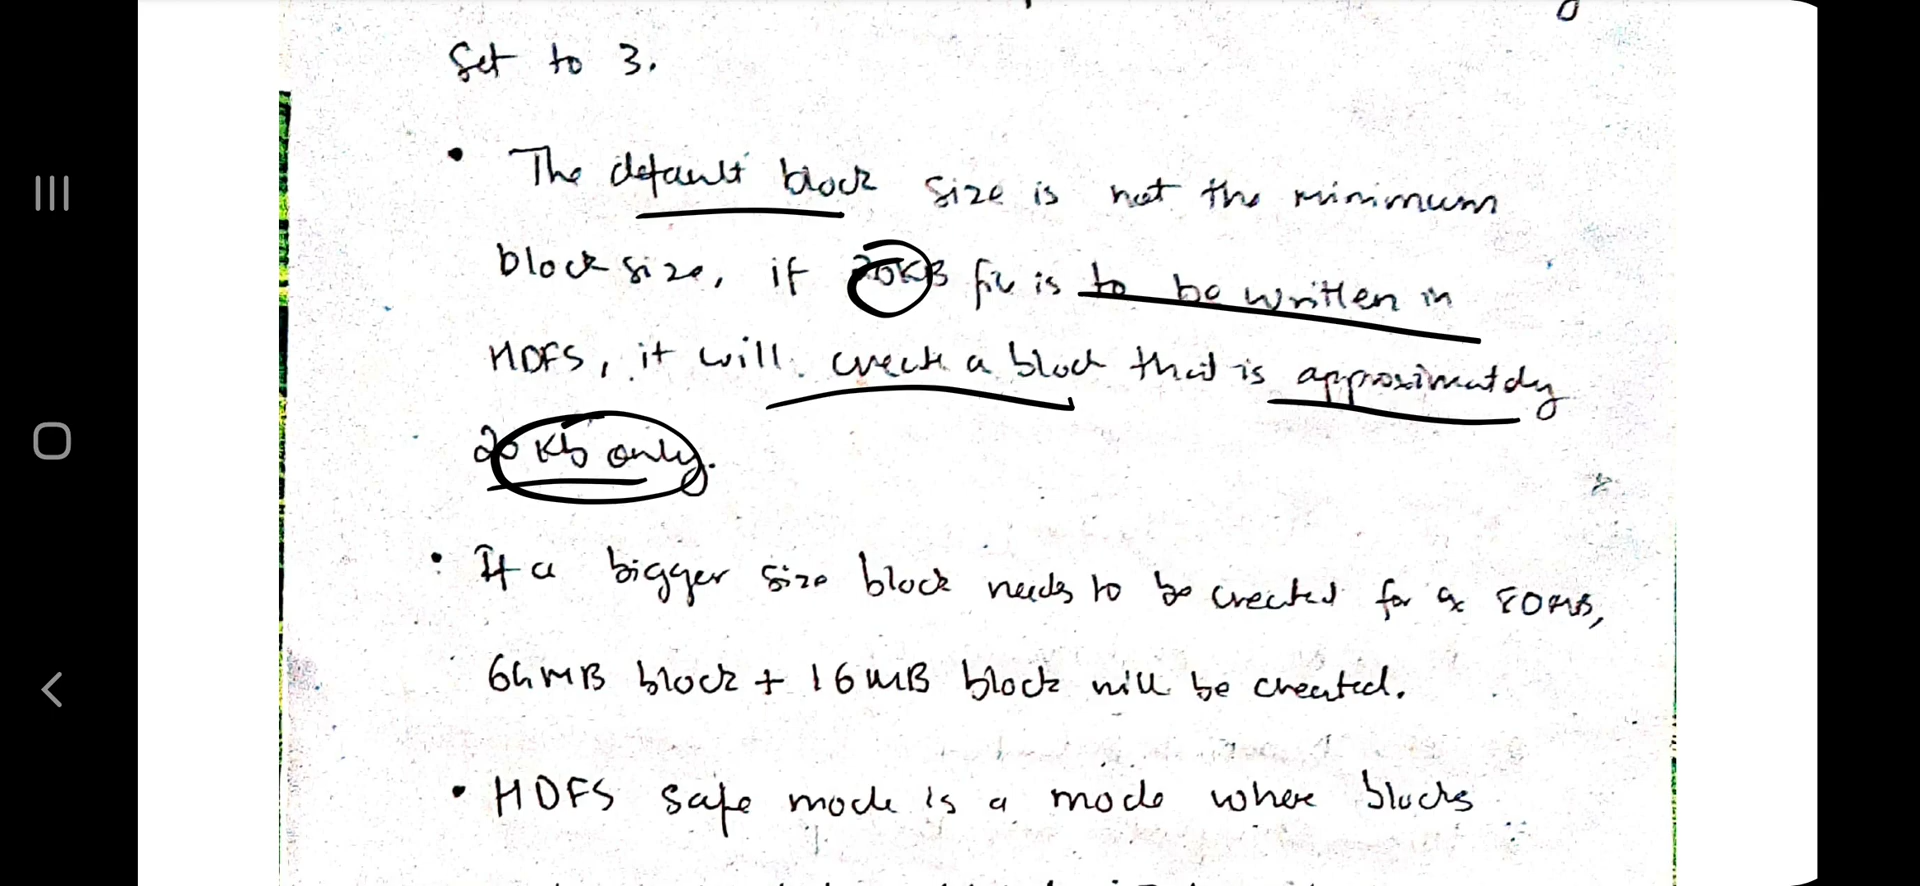 Set to 3.
• The default block size is not the minimum
block size, if 20KB file is to be written in
HDFS, it will create a block that is approximately
20 Kb only.
• If a bigger size block needs to be created for ex 80MB,
64MB block + 16MB block will be created.
• HDFS safe mode is a mode where blocks